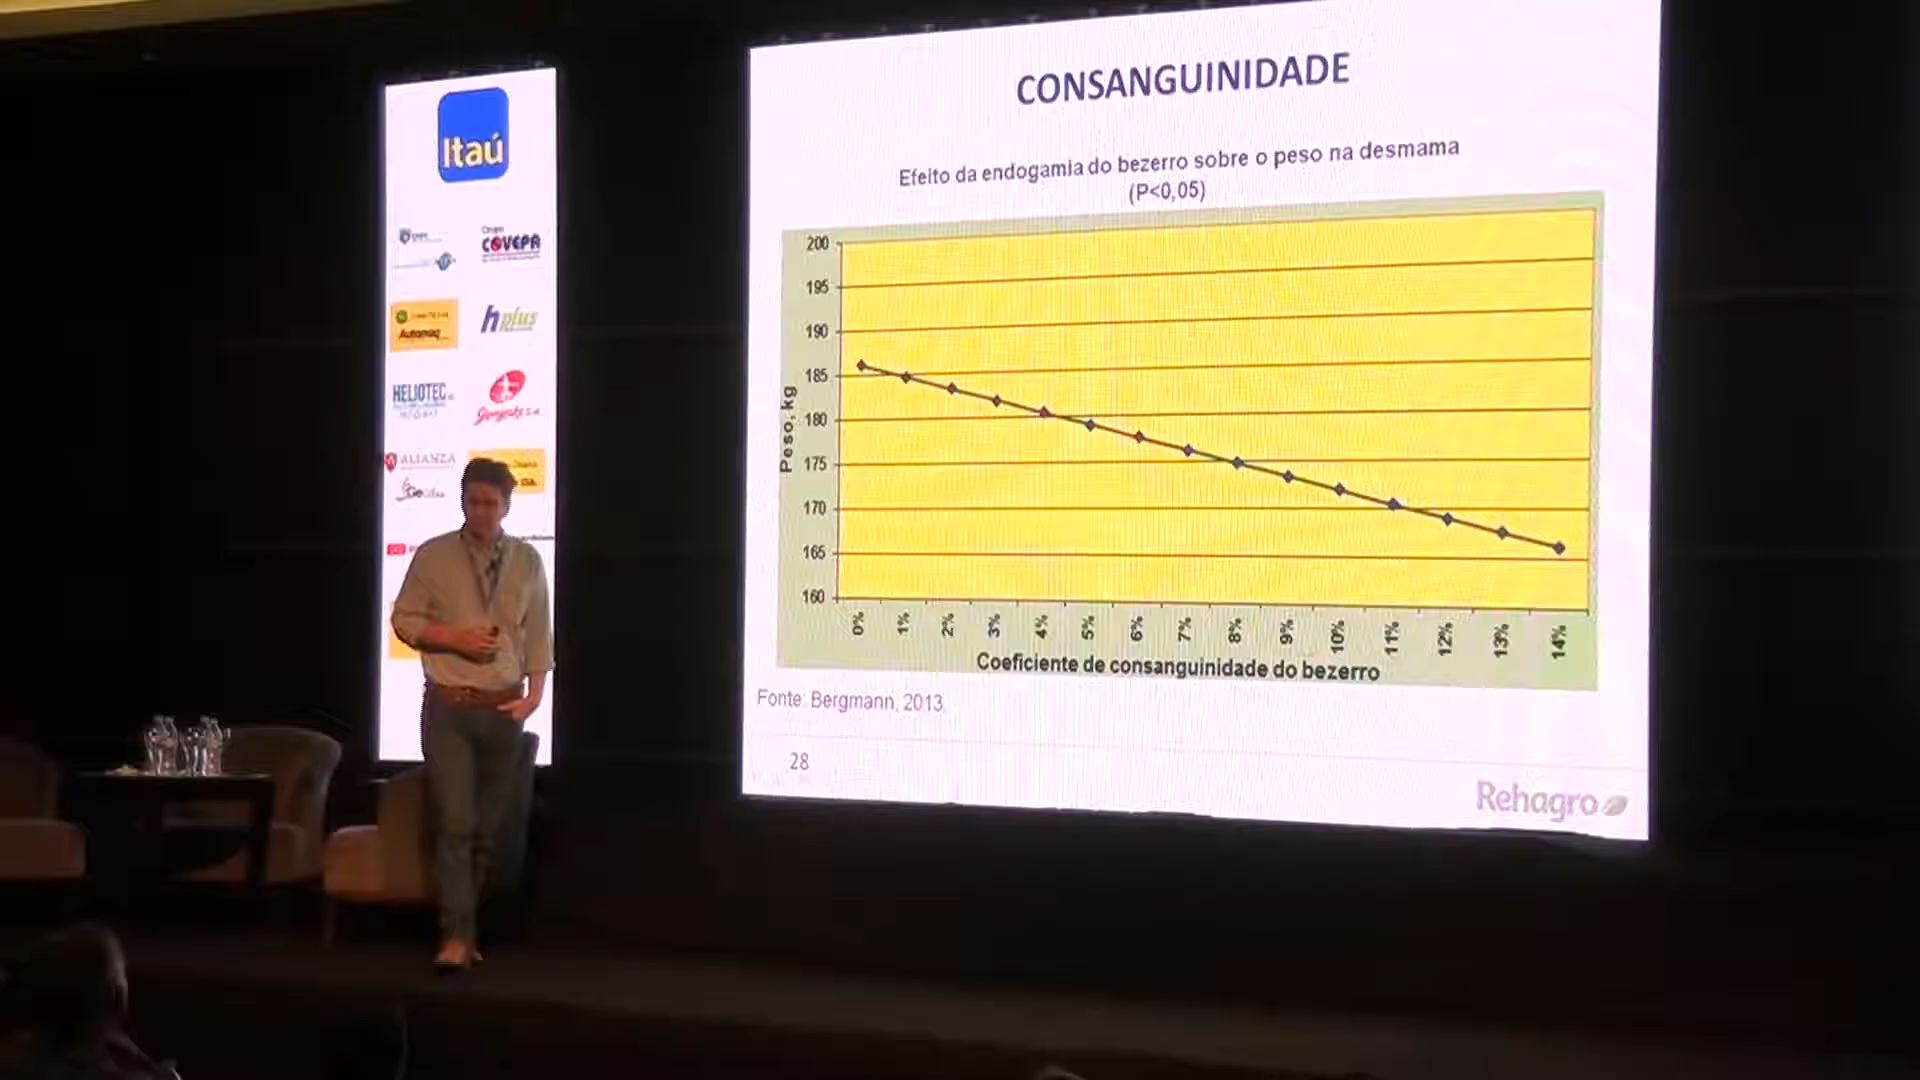 Itaú
Grupo
COVEPA
Automaq
hplus
HELIOTEC
ALIANZA
CONSANGUINIDADE
Efeito da endogamia do bezerro sobre o peso na desmama
(P<0,05)
200
195
190
185
180
175
170
165
160
Peso, kg
0% 1% 2% 3% 4% 5% 6% 7% 8% 9% 10% 11% 12% 13% 14%
Coeficiente de consanguinidade do bezerro
Fonte: Bergmann, 2013.
28
Rehagro